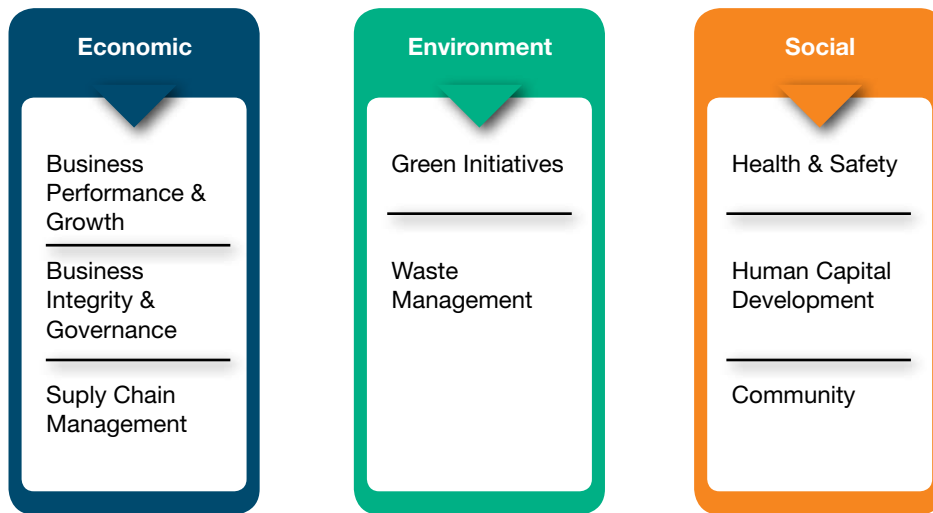 Economic
Business
Performance &
Growth
Business
Integrity &
Governance
Suply Chain
Management
Environment
Green Initiatives
Waste
Management
Social
Health & Safety
Human Capital
Development
Community